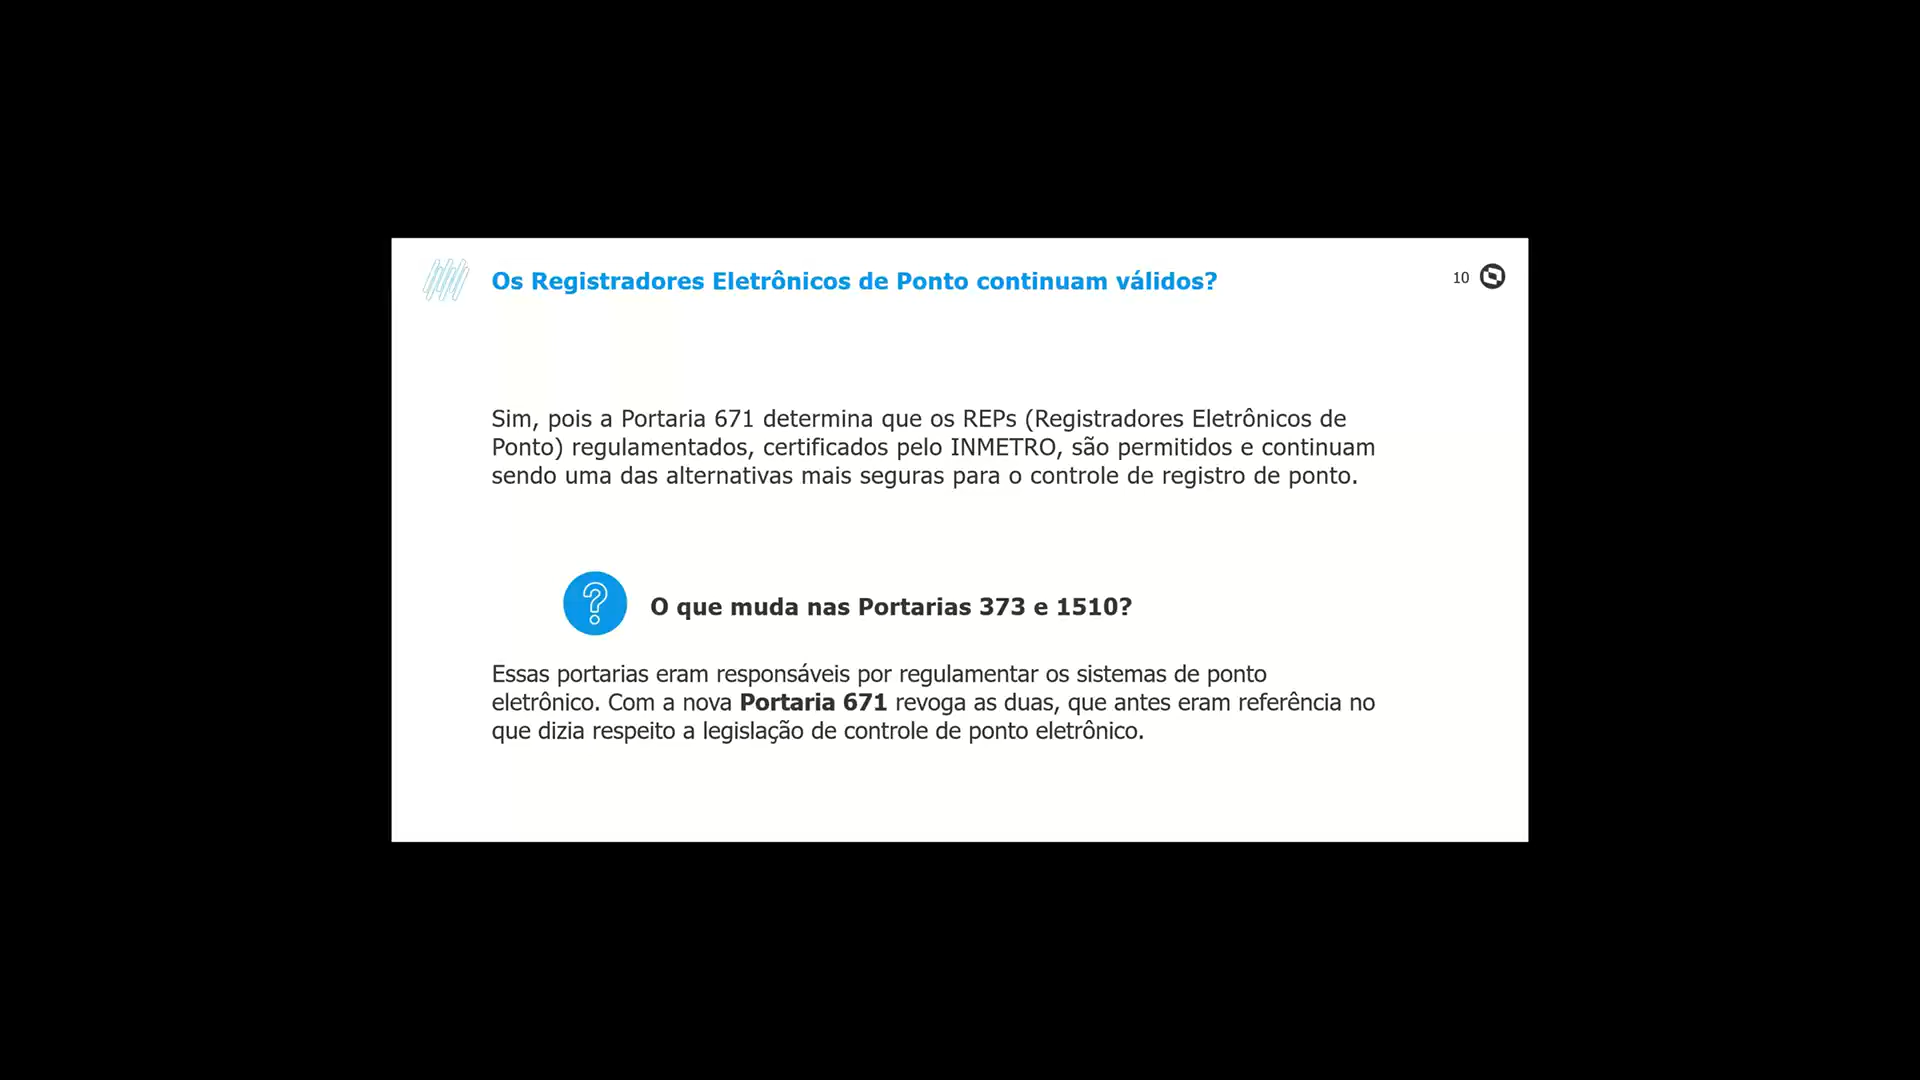 Os Registradores Eletrônicos de Ponto continuam válidos?
10
Sim, pois a Portaria 671 determina que os REPs (Registradores Eletrônicos de
Ponto) regulamentados, certificados pelo INMETRO, são permitidos e continuam
sendo uma das alternativas mais seguras para o controle de registro de ponto.
?
O que muda nas Portarias 373 e 1510?
Essas portarias eram responsáveis por regulamentar os sistemas de ponto
eletrônico. Com a nova Portaria 671 revoga as duas, que antes eram referência no
que dizia respeito a legislação de controle de ponto eletrônico.